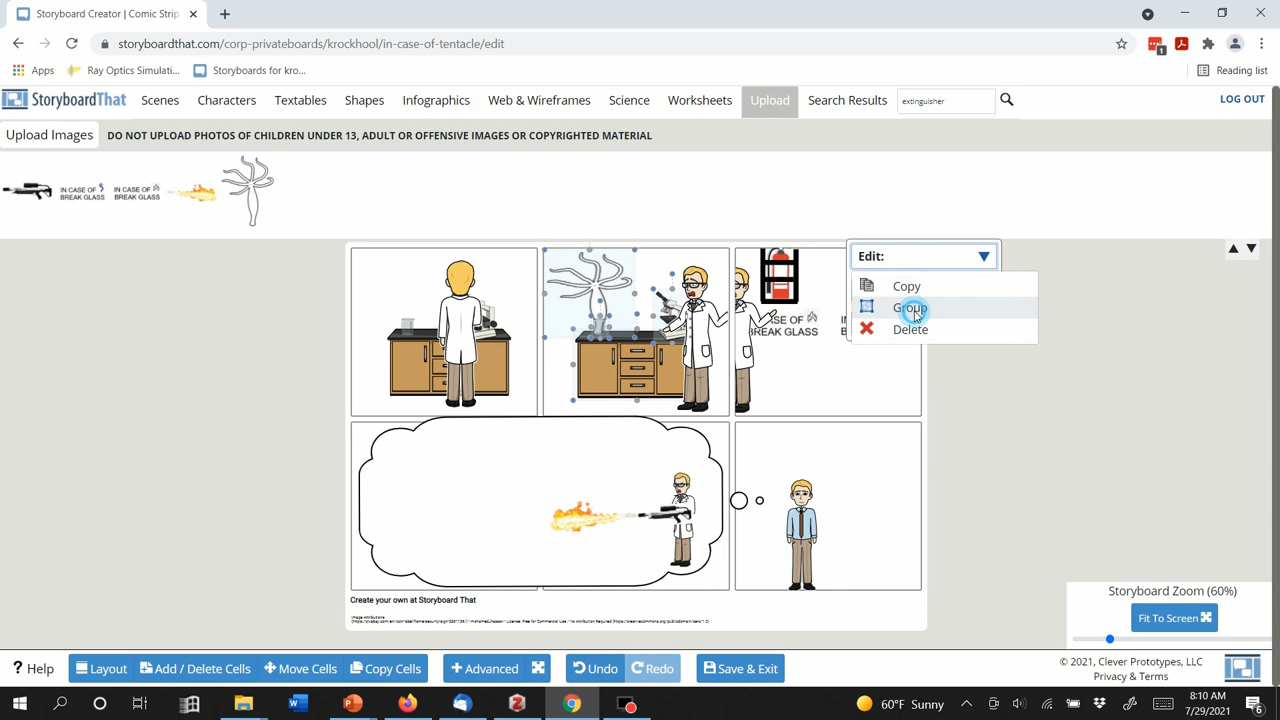 Storyboard Creator | Comic Strip
storyboardthat.com/corp-privateboards/krockhool/in-case-of-tentacle/edit
1
Apps
Ray Optics Simulati...
Storyboards for kro...
Reading list
StoryboardThat
Scenes
Characters
Textables
Shapes
Infographics
Web & Wireframes
Science
Worksheets
Upload
Search Results
extinguisher
LOG OUT
Upload Images
DO NOT UPLOAD PHOTOS OF CHILDREN UNDER 13, ADULT OR OFFENSIVE IMAGES OR COPYRIGHTED MATERIAL
IN CASE OF
BREAK GLASS
IN CASE OF
BREAK GLASS
Edit:
Copy
Group
Delete
SE OF
BREAK GLASS
Create your own at Storyboard That
Image Attributions
Storyboard Zoom (60%)
Fit To Screen
? Help
Layout
Add / Delete Cells
Move Cells
Copy Cells
Advanced
Undo
Redo
Save & Exit
© 2021, Clever Prototypes, LLC
Privacy & Terms
60°F Sunny
8:10 AM
7/29/2021